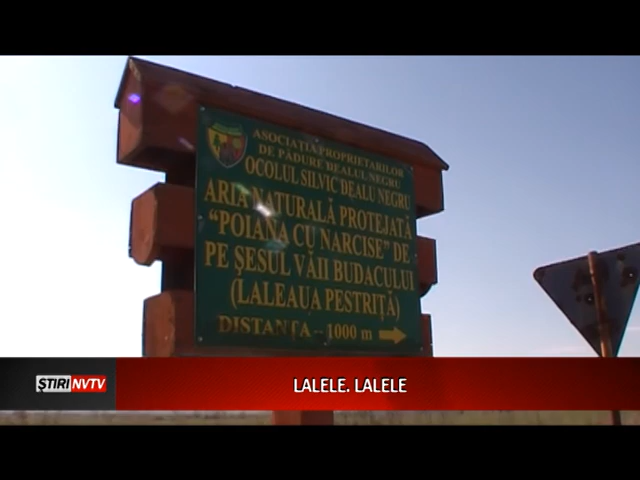 ASOCIAȚIA PROPRIETARILOR
DE PĂDURE DEALUL NEGRU
OCOLUL SILVIC DEALU NEGRU
ARIA NATURALĂ PROTEJATĂ
"POIANA CU NARCISE" DE
PE ȘESUL VĂII BUDACULUI
(LALEAUA PESTRIȚĂ)
DISTANȚA - 1000 m
ȘTIRI NVTV
LALELE. LALELE